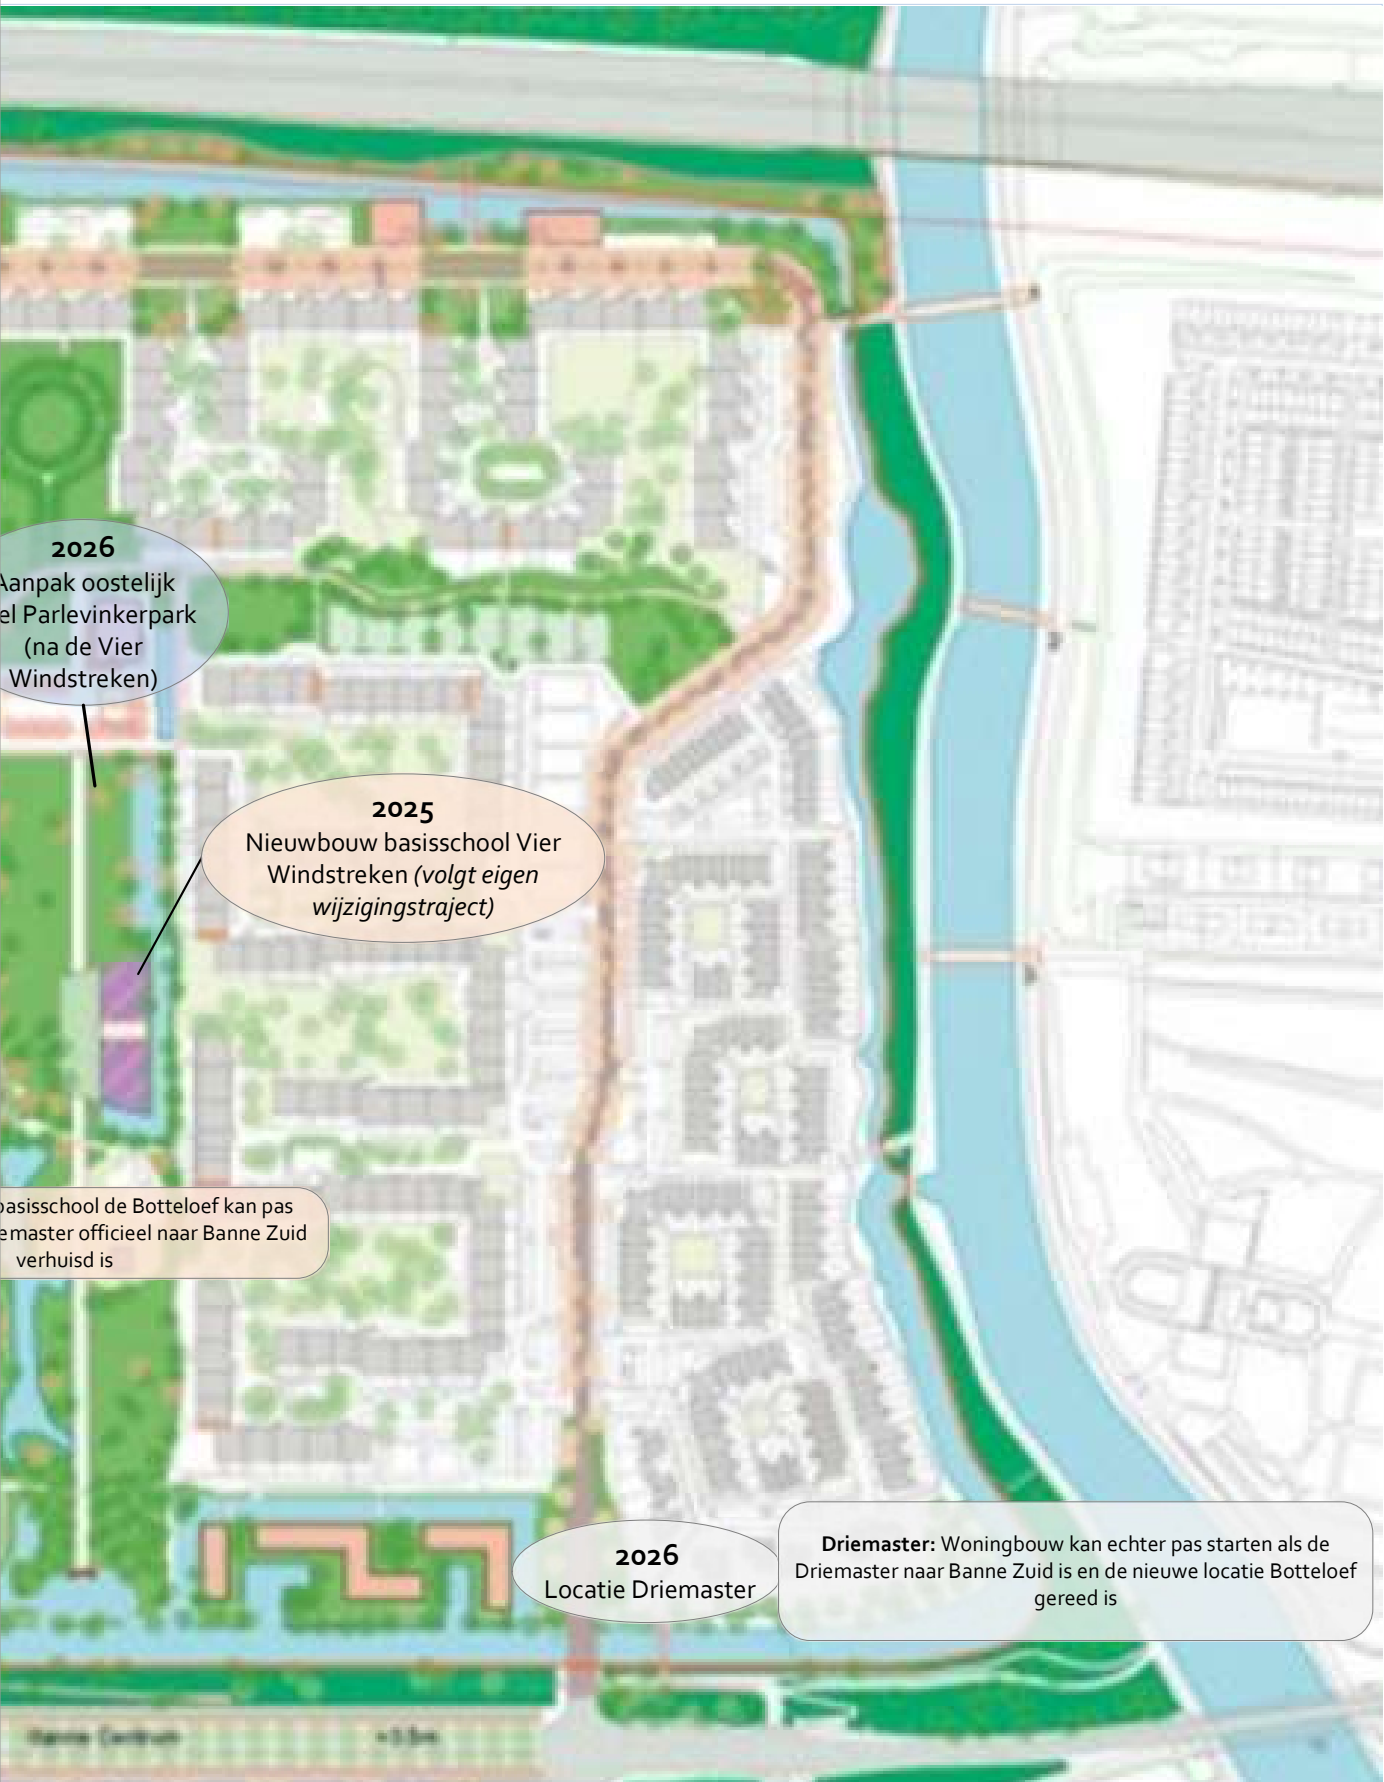 2026
Aanpak oostelijk
el Parlevinkerpark
(na de Vier
Windstreken)
2025
Nieuwbouw basisschool Vier
Windstreken (volgt eigen
wijzigingstraject)
basisschool de Botteloef kan pas
emaster officieel naar Banne Zuid
verhuisd is
2026
Locatie Driemaster
Driemaster: Woningbouw kan echter pas starten als de
Driemaster naar Banne Zuid is en de nieuwe locatie Botteloef
gereed is
Banne Centrum